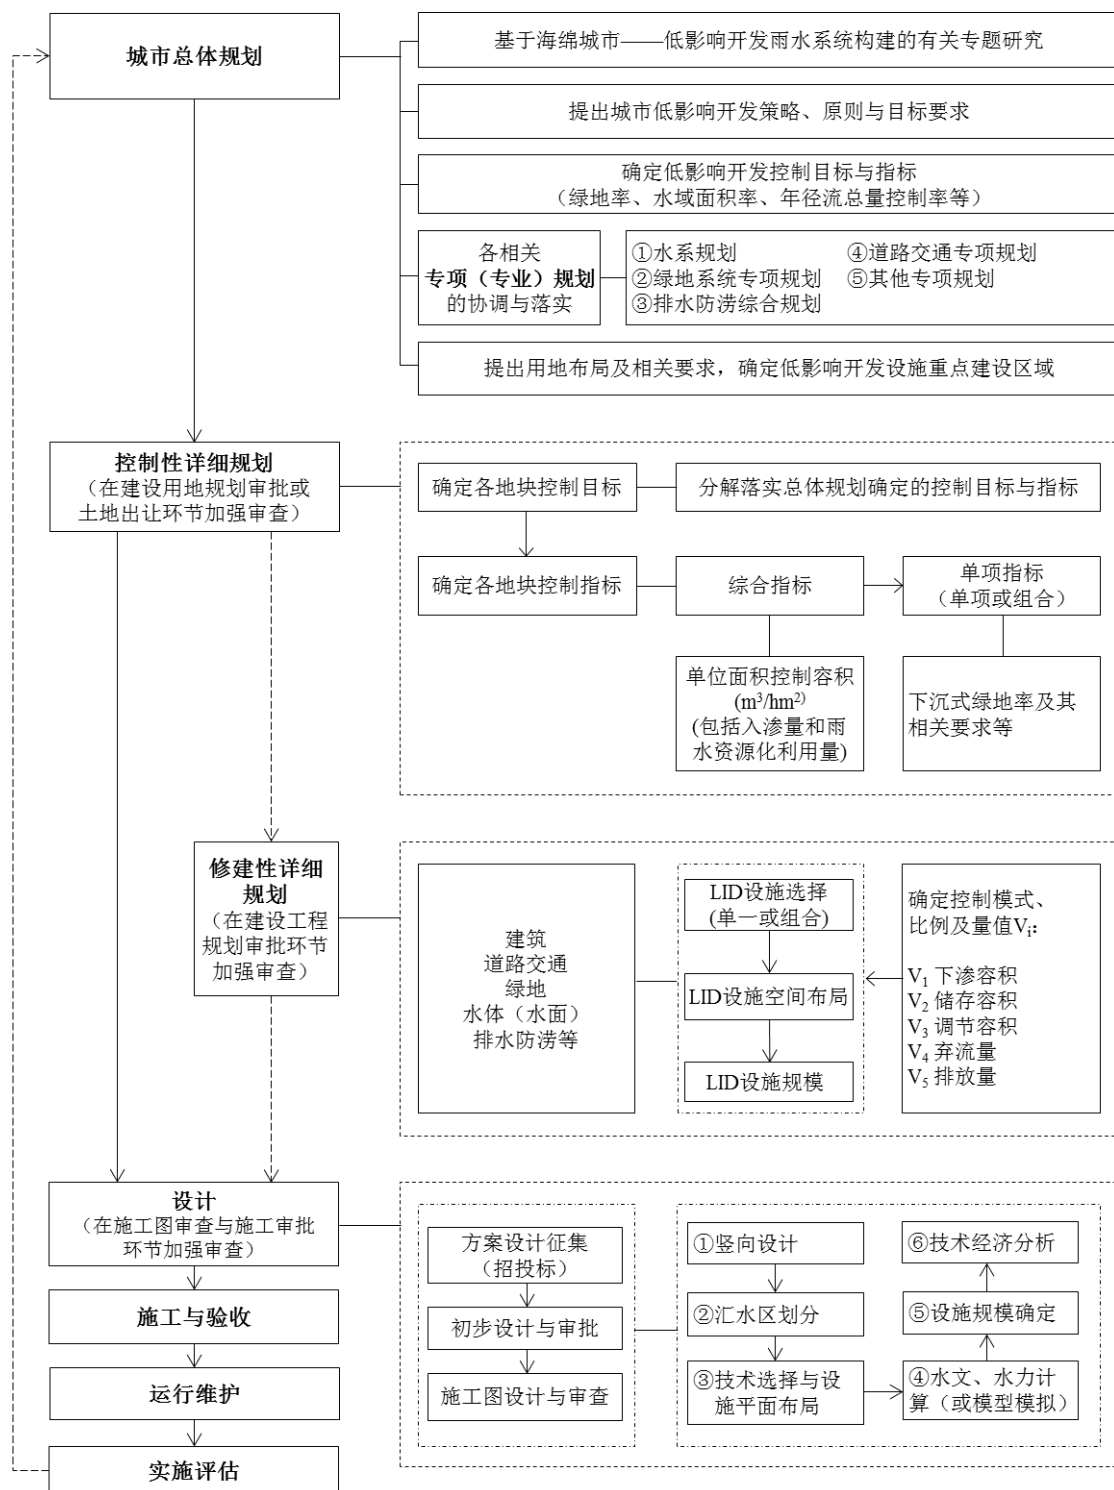 城市总体规划
基于海绵城市——低影响开发雨水系统构建的有关专题研究
提出城市低影响开发策略、原则与目标要求
确定低影响开发控制目标与指标
（绿地率、水域面积率、年径流总量控制率等）
各相关
专项（专业）规划
的协调与落实
①水系规划
②绿地系统专项规划
③排水防涝综合规划
④道路交通专项规划
⑤其他专项规划
提出用地布局及相关要求，确定低影响开发设施重点建设区域
控制性详细规划
（在建设用地规划审批或
土地出让环节加强审查）
确定各地块控制目标
分解落实总体规划确定的控制目标与指标
确定各地块控制指标
综合指标
单项指标
（单项或组合）
单位面积控制容积
(m³/hm²)
(包括入渗量和雨
水资源化利用量)
下沉式绿地率及其
相关要求等
修建性详细
规划
（在建设工程
规划审批环节
加强审查）
建筑
道路交通
绿地
水体（水面）
排水防涝等
LID设施选择
(单一或组合)
LID设施空间布局
LID设施规模
确定控制模式、
比例及量值Vᵢ：
V₁ 下渗容积
V₂ 储存容积
V₃ 调节容积
V₄ 弃流量
V₅ 排放量
设计
（在施工图审查与施工审批
环节加强审查）
方案设计征集
（招投标）
初步设计与审批
施工图设计与审查
①竖向设计
②汇水区划分
③技术选择与设
施平面布局
④水文、水力计
算（或模型模拟）
⑤设施规模确定
⑥技术经济分析
施工与验收
运行维护
实施评估